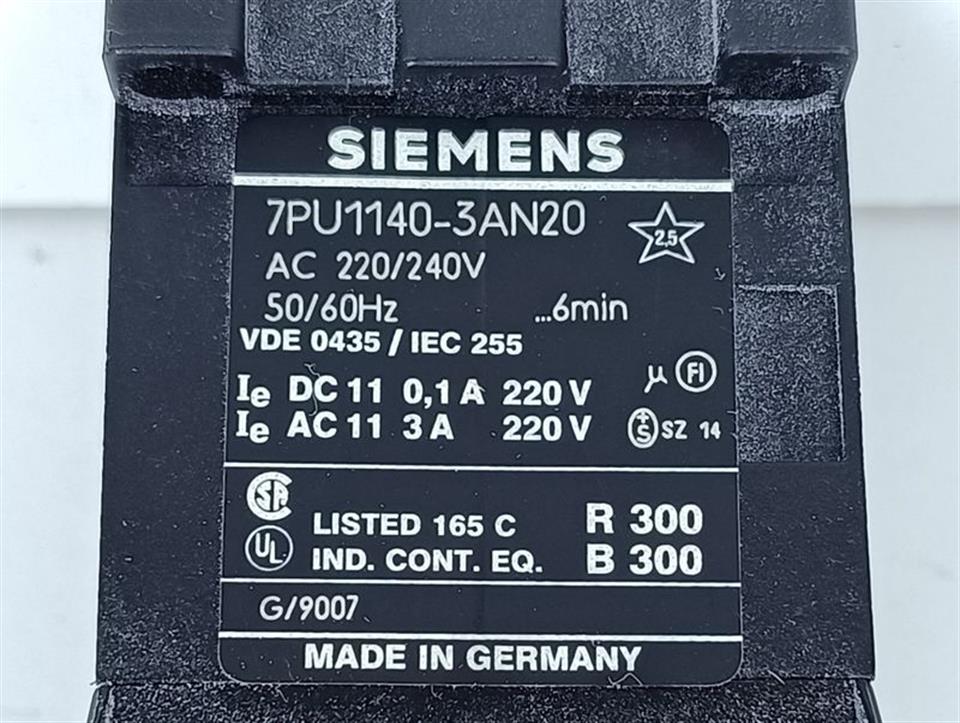 SIEMENS
7PU1140-3AN20
2,5
AC 220/240V
50/60Hz ...6min
VDE 0435 / IEC 255
Ie DC 11 0,1 A 220 V
µ FI
Ie AC 11 3 A 220 V
+S SZ 14
SA
LISTED 165 C R 300
UL
IND. CONT. EQ. B 300
G/9007
MADE IN GERMANY